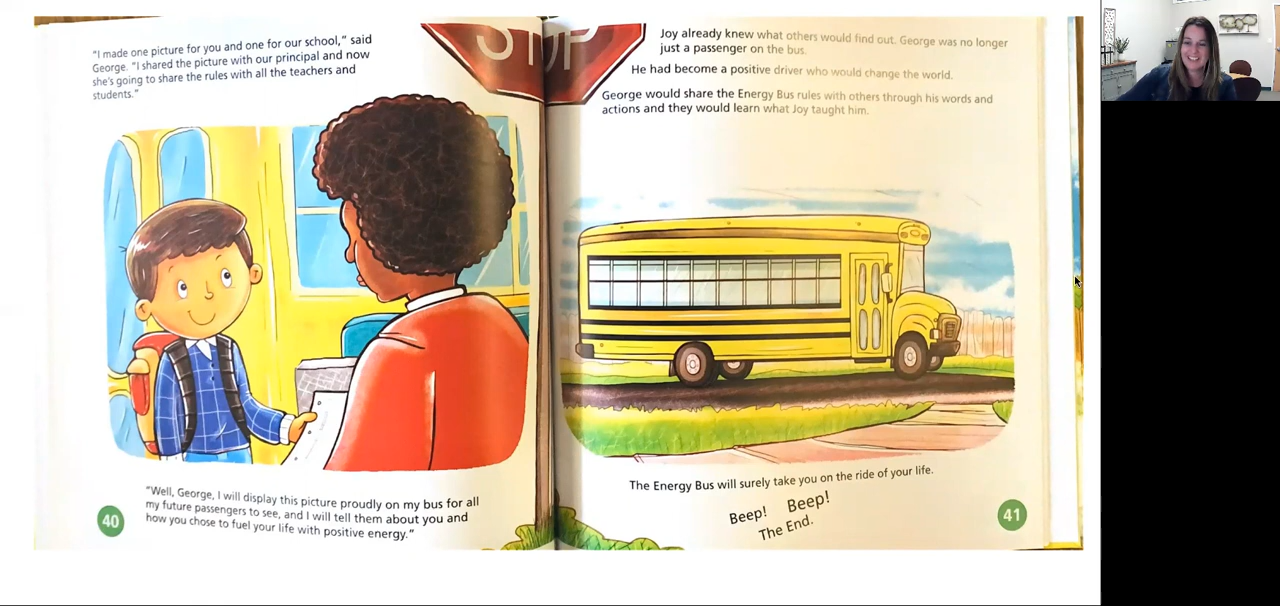 "I made one picture for you and one for our school," said
George. "I shared the picture with our principal and now
she's going to share the rules with all the teachers and
students."
"Well, George, I will display this picture proudly on my bus for all
my future passengers to see, and I will tell them about you and
how you chose to fuel your life with positive energy."
40
STOP
Joy already knew what others would find out. George was no longer
just a passenger on the bus.
He had become a positive driver who would change the world.
George would share the Energy Bus rules with others through his words and
actions and they would learn what Joy taught him.
The Energy Bus will surely take you on the ride of your life.
Beep! Beep!
The End.
41